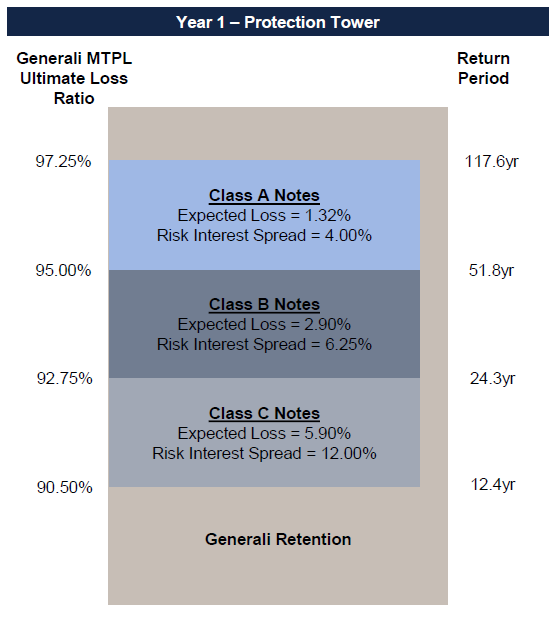 Year 1 – Protection Tower
Generali MTPL
Ultimate Loss
Ratio
Return
Period
97.25%
117.6yr
Class A Notes
Expected Loss = 1.32%
Risk Interest Spread = 4.00%
95.00%
51.8yr
Class B Notes
Expected Loss = 2.90%
Risk Interest Spread = 6.25%
92.75%
24.3yr
Class C Notes
Expected Loss = 5.90%
Risk Interest Spread = 12.00%
90.50%
12.4yr
Generali Retention